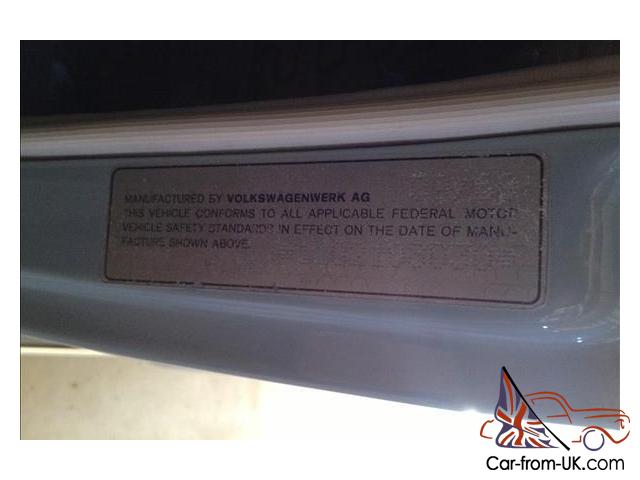 MANUFACTURED BY VOLKSWAGENWERK AG
THIS VEHICLE CONFORMS TO ALL APPLICABLE FEDERAL MOTOR
VEHICLE SAFETY STANDARDS IN EFFECT ON THE DATE OF MANU-
FACTURE SHOWN ABOVE.
Car-from-UK.com